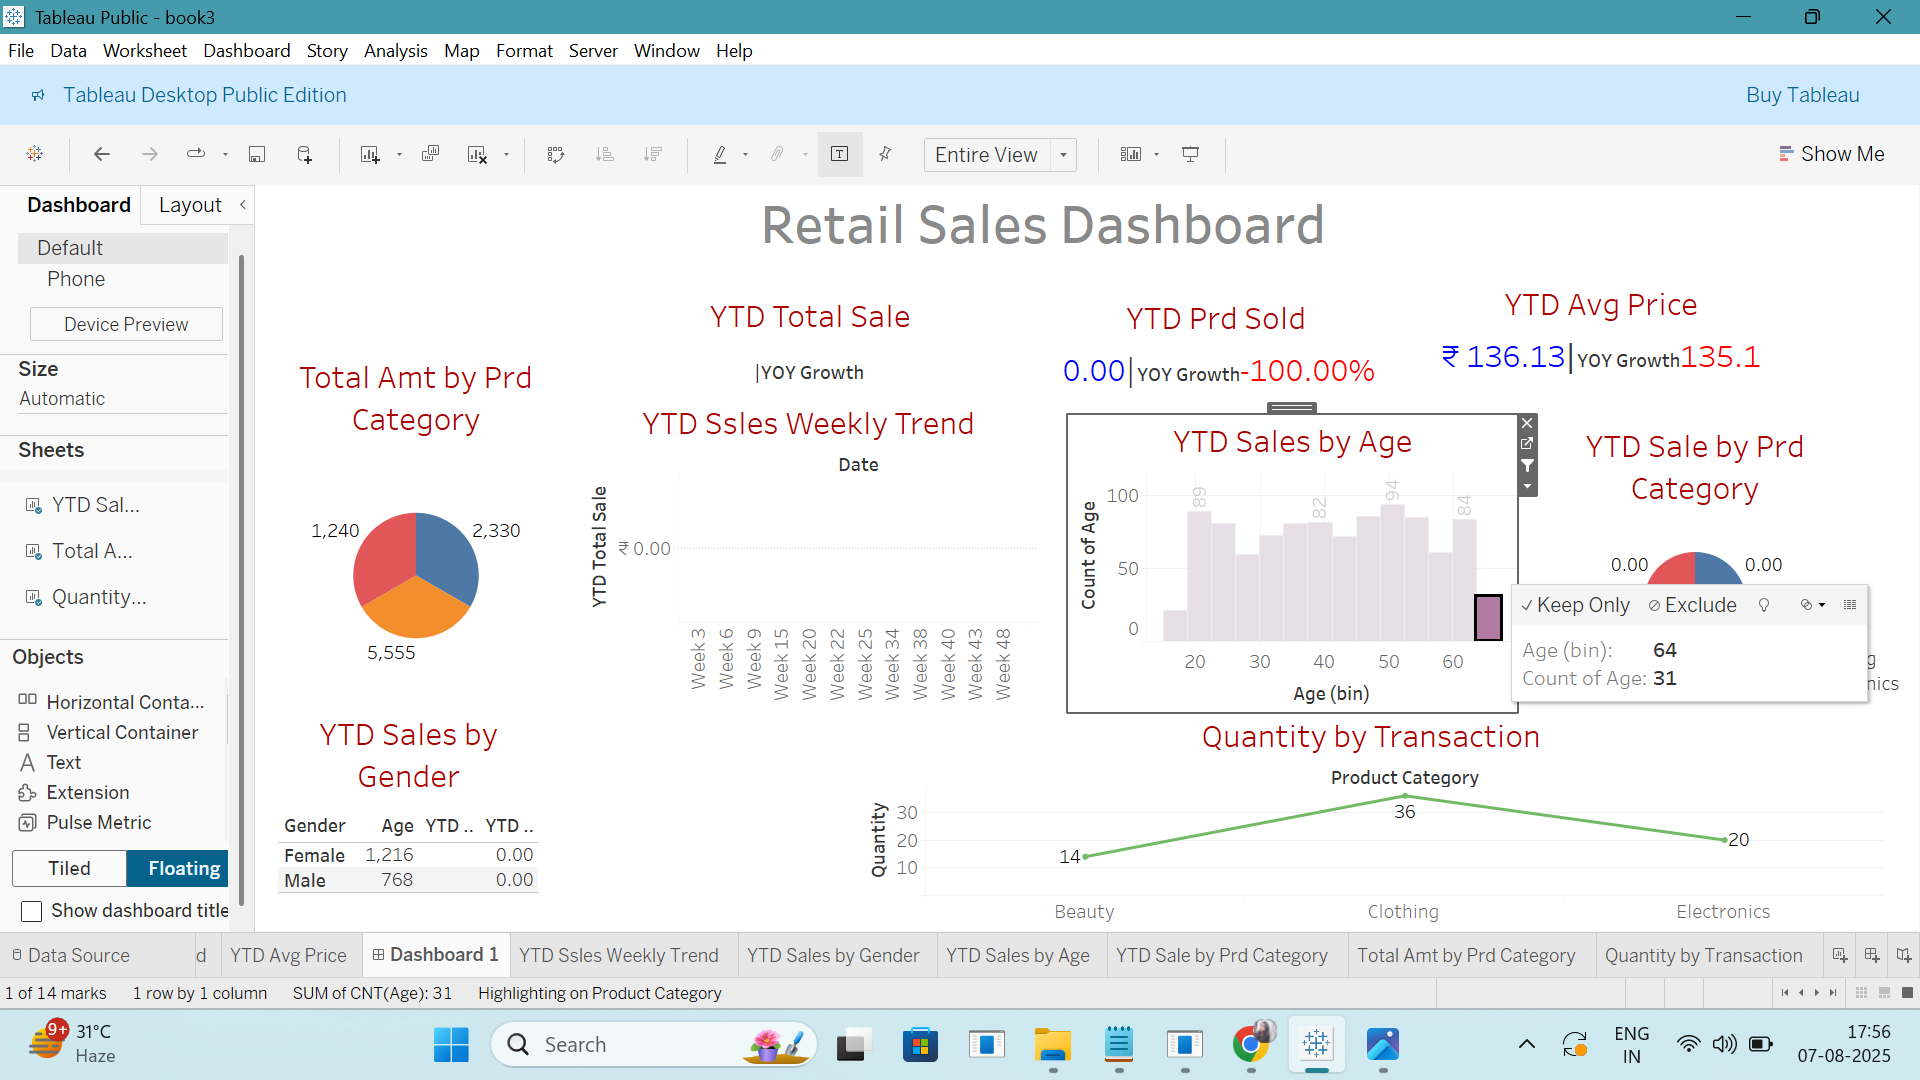 Tableau Public - book3
File Data Worksheet Dashboard Story Analysis Map Format Server Window Help
Tableau Desktop Public Edition
Buy Tableau
Entire View
Show Me
Dashboard Layout
Default
Phone
Device Preview
Size
Automatic
Sheets
YTD Sal...
Total A...
Quantity...
Objects
Horizontal Conta...
Vertical Container
Text
Extension
Pulse Metric
Tiled Floating
Show dashboard title
Retail Sales Dashboard
YTD Total Sale
|YOY Growth
YTD Prd Sold
0.00|YOY Growth-100.00%
YTD Avg Price
₹ 136.13|YOY Growth135.1
Total Amt by Prd
Category
1,240
2,330
5,555
YTD Ssles Weekly Trend
Date
YTD Total Sale
₹ 0.00
Week 3
Week 6
Week 9
Week 15
Week 20
Week 22
Week 25
Week 34
Week 38
Week 40
Week 43
Week 48
YTD Sales by Age
Count of Age
100
50
0
89
82
94
84
20 30 40 50 60
Age (bin)
YTD Sale by Prd
Category
0.00 0.00
Keep Only Exclude
Age (bin): 64
Count of Age: 31
g
nics
YTD Sales by
Gender
Gender Age YTD .. YTD ..
Female 1,216 0.00
Male 768 0.00
Quantity by Transaction
Product Category
Quantity
30
20
10
14
36
20
Beauty Clothing Electronics
Data Source d YTD Avg Price Dashboard 1 YTD Ssles Weekly Trend YTD Sales by Gender YTD Sales by Age YTD Sale by Prd Category Total Amt by Prd Category Quantity by Transaction
1 of 14 marks 1 row by 1 column SUM of CNT(Age): 31 Highlighting on Product Category
9+
31°C
Haze
Search
ENG
IN
17:56
07-08-2025